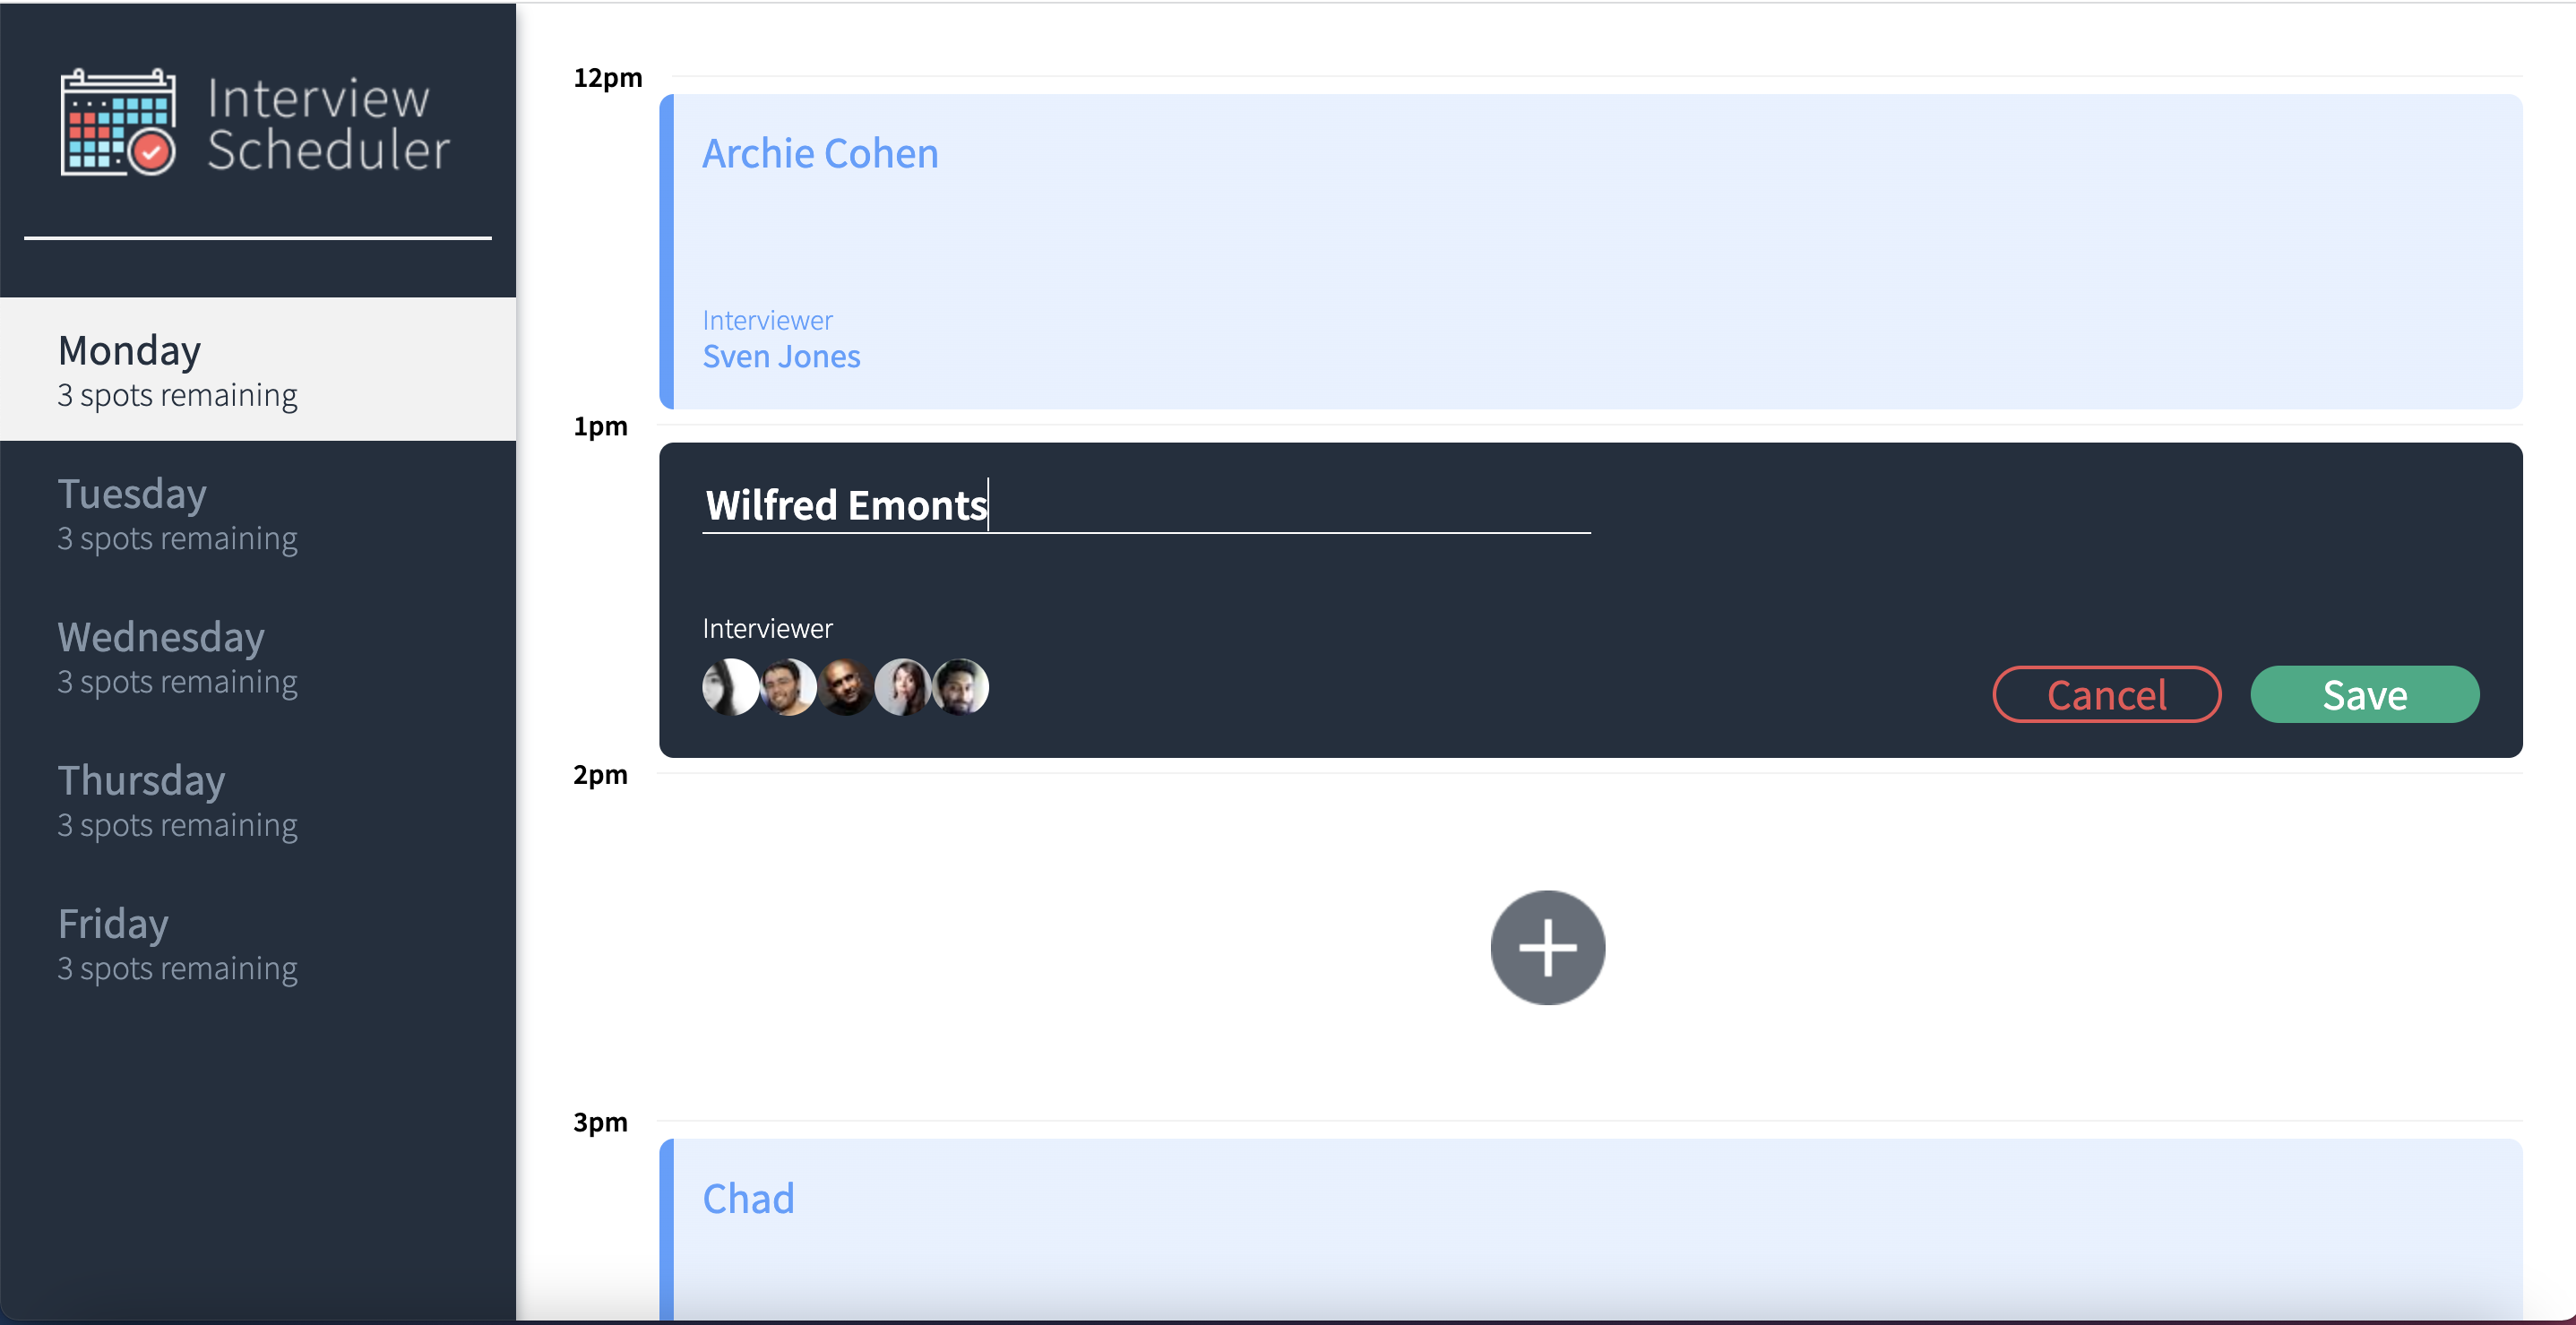 Interview
Scheduler
Monday
3 spots remaining
Tuesday
3 spots remaining
Wednesday
3 spots remaining
Thursday
3 spots remaining
Friday
3 spots remaining
12pm
Archie Cohen
Interviewer
Sven Jones
1pm
Wilfred Emonts
Interviewer
Cancel
Save
2pm
3pm
Chad